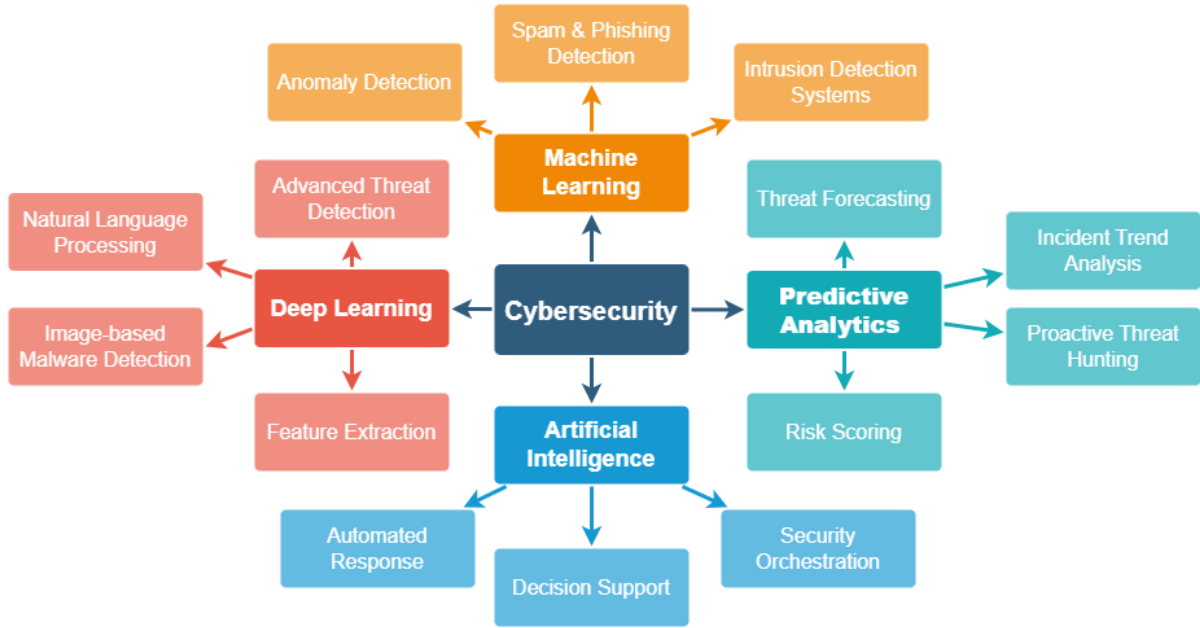 Spam & Phishing
Detection
Anomaly Detection
Intrusion Detection
Systems
Machine
Learning
Advanced Threat
Detection
Threat Forecasting
Natural Language
Processing
Incident Trend
Analysis
Deep Learning
Cybersecurity
Predictive
Analytics
Image-based
Malware Detection
Proactive Threat
Hunting
Feature Extraction
Artificial
Intelligence
Risk Scoring
Automated
Response
Decision Support
Security
Orchestration